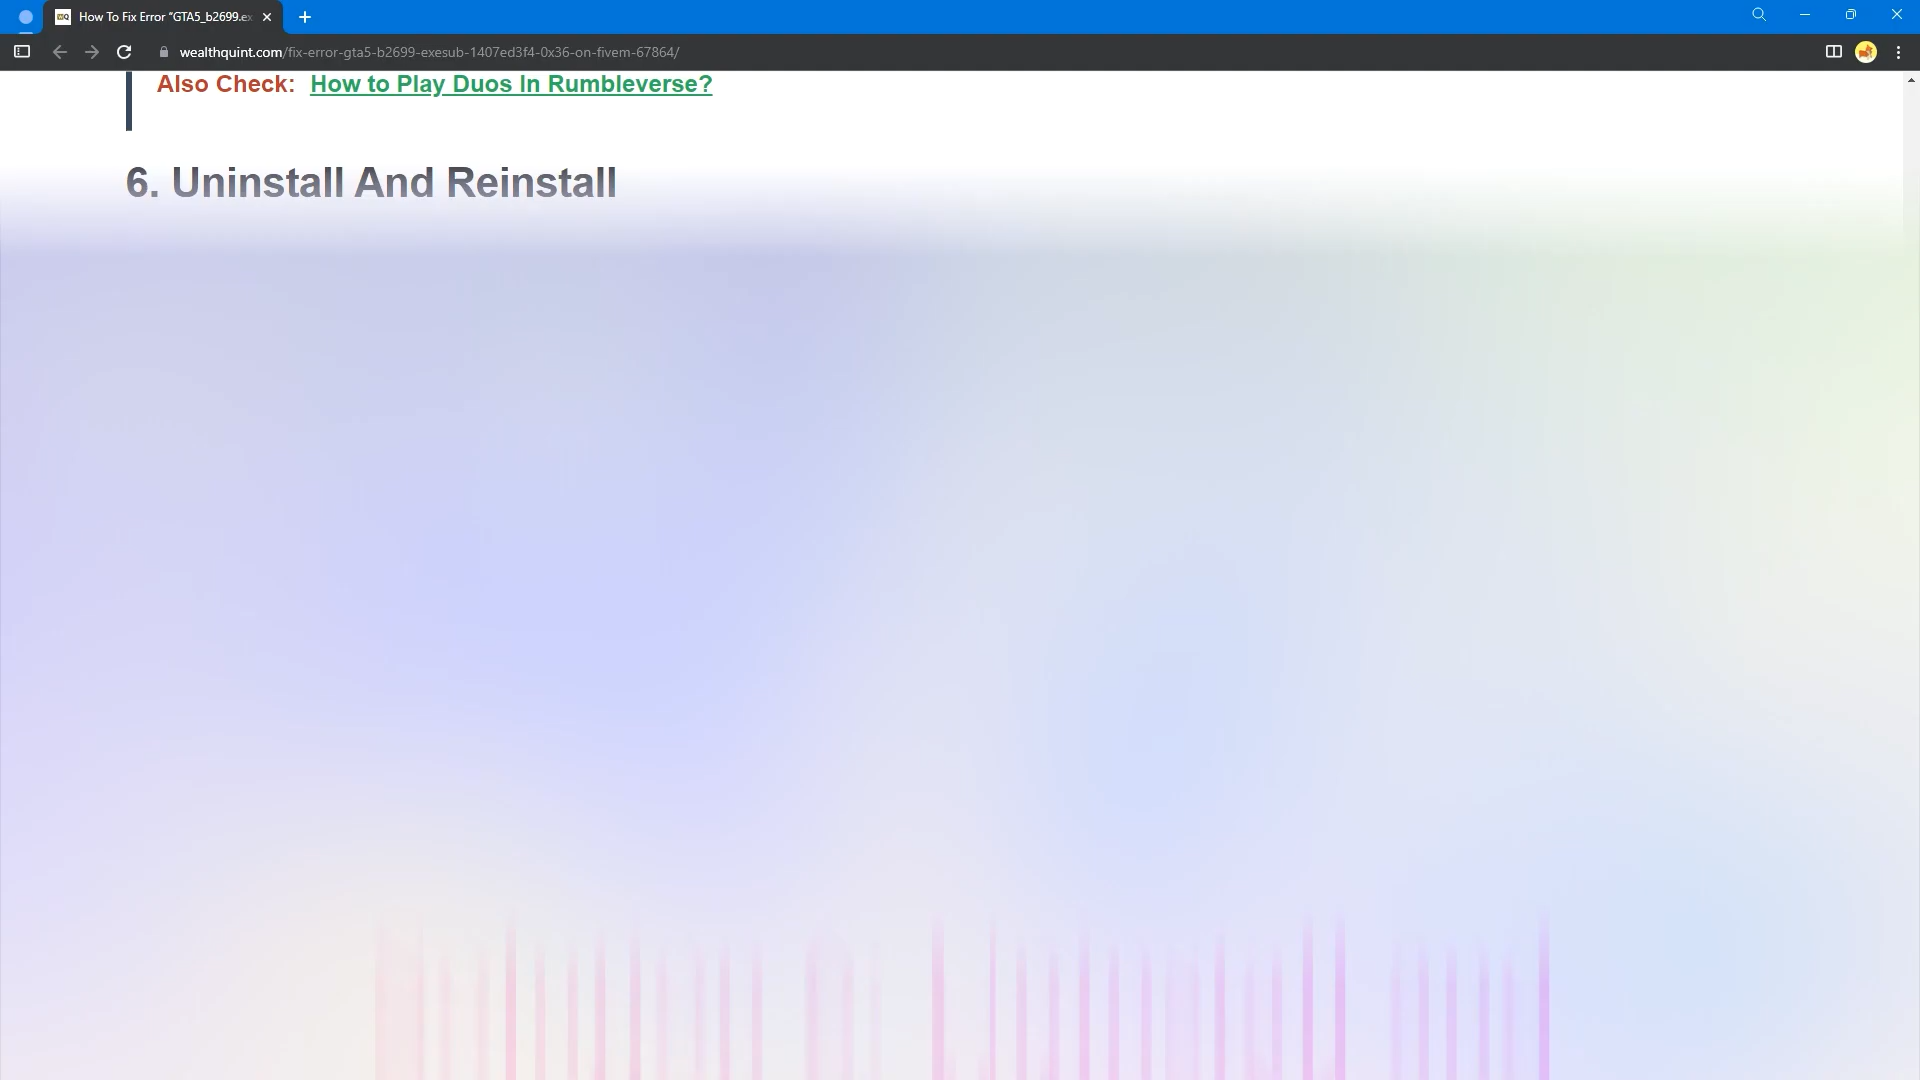 How To Fix Error "GTA5_b2699.ex
wealthquint.com/fix-error-gta5-b2699-exesub-1407ed3f4-0x36-on-fivem-67864/
Also Check: How to Play Duos In Rumbleverse?
6. Uninstall And Reinstall